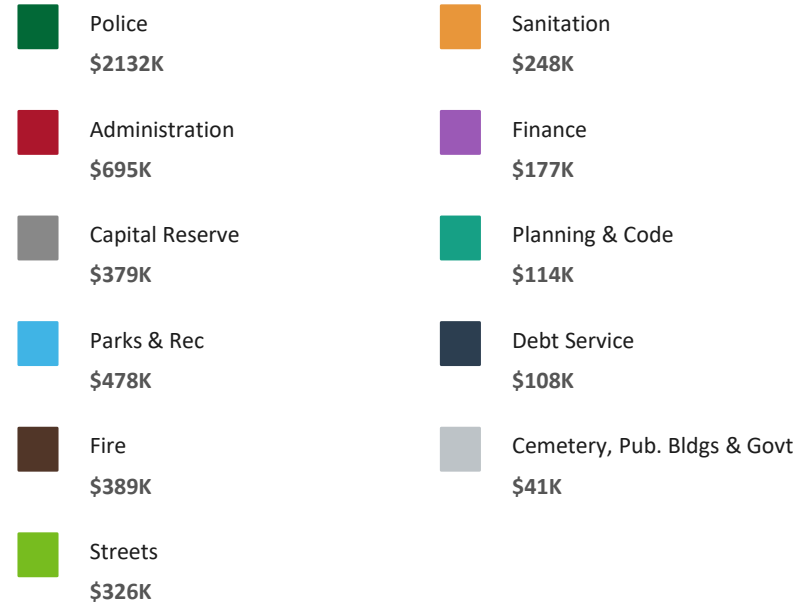 Police
$2132K
Administration
$695K
Capital Reserve
$379K
Parks & Rec
$478K
Fire
$389K
Streets
$326K
Sanitation
$248K
Finance
$177K
Planning & Code
$114K
Debt Service
$108K
Cemetery, Pub. Bldgs & Govt
$41K